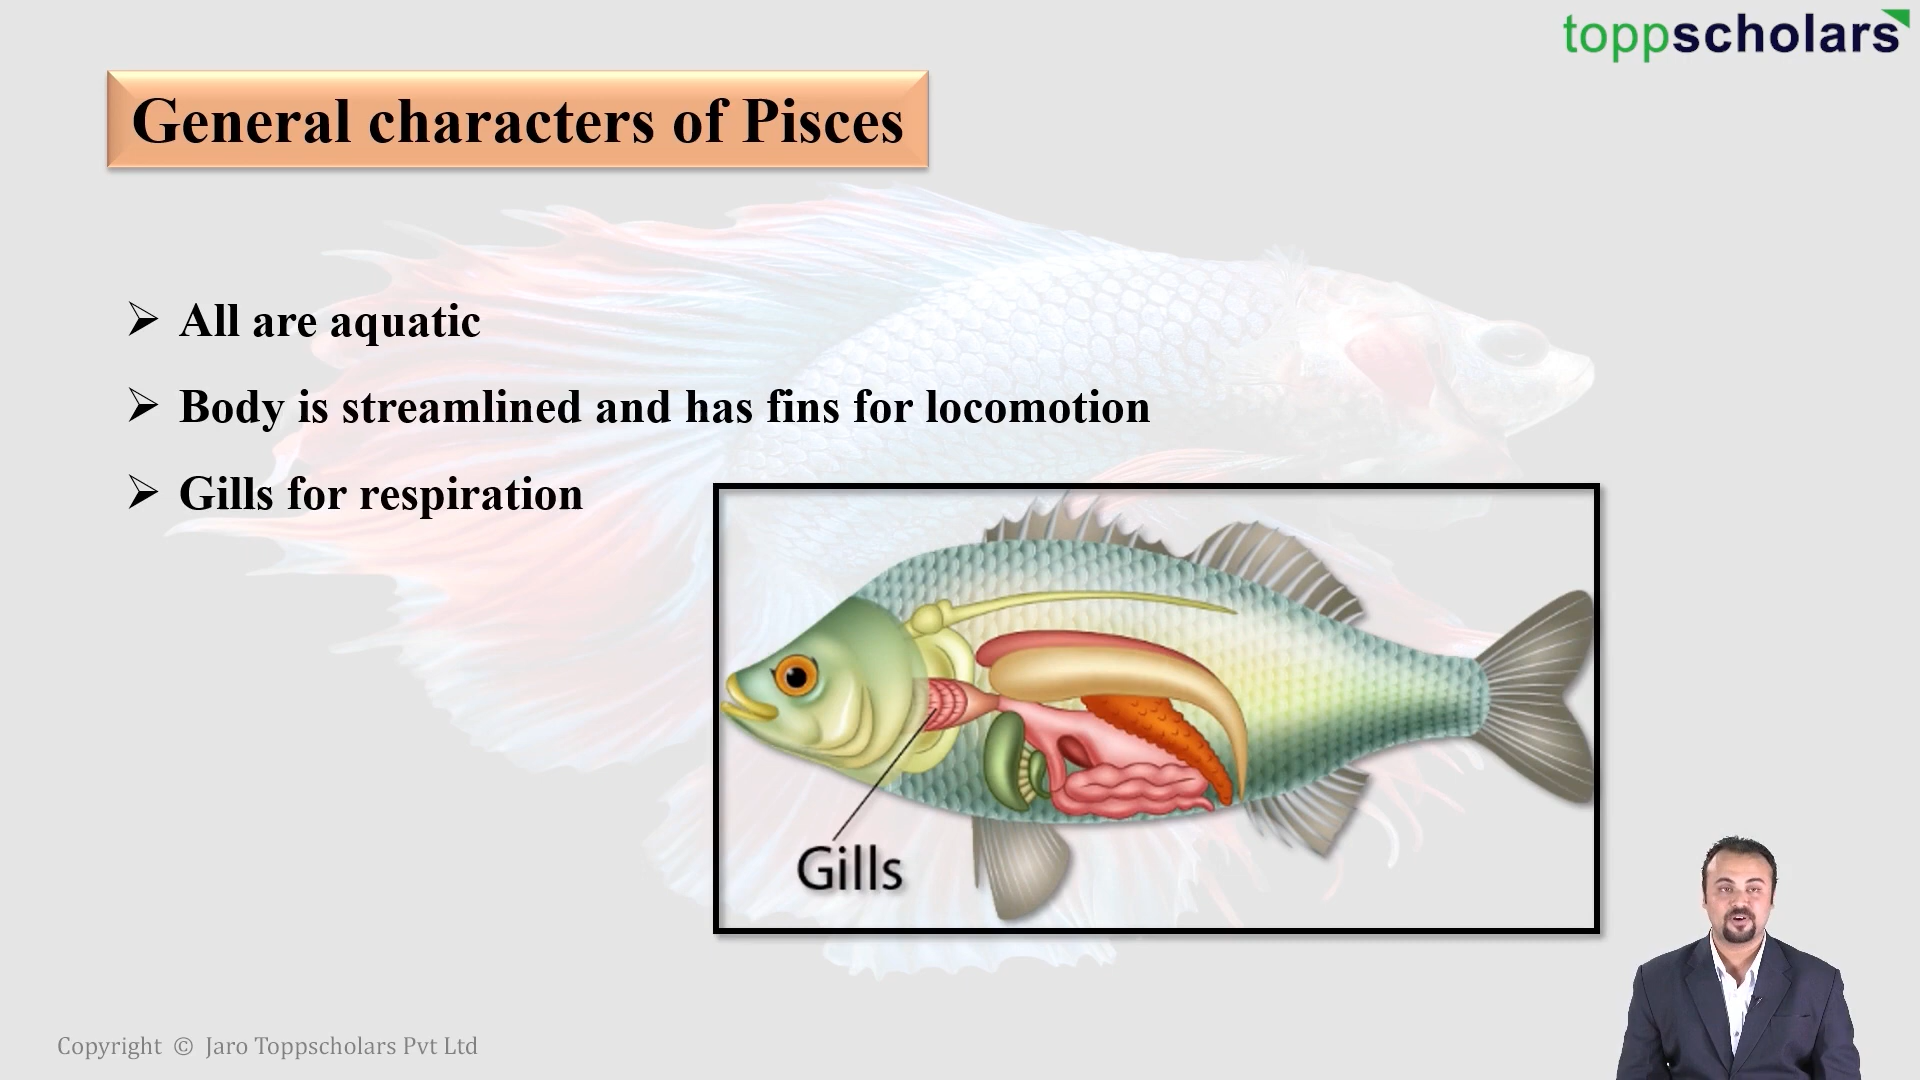 toppscholars
General characters of Pisces
➢ All are aquatic
➢ Body is streamlined and has fins for locomotion
➢ Gills for respiration
Gills
Copyright © Jaro Toppscholars Pvt Ltd